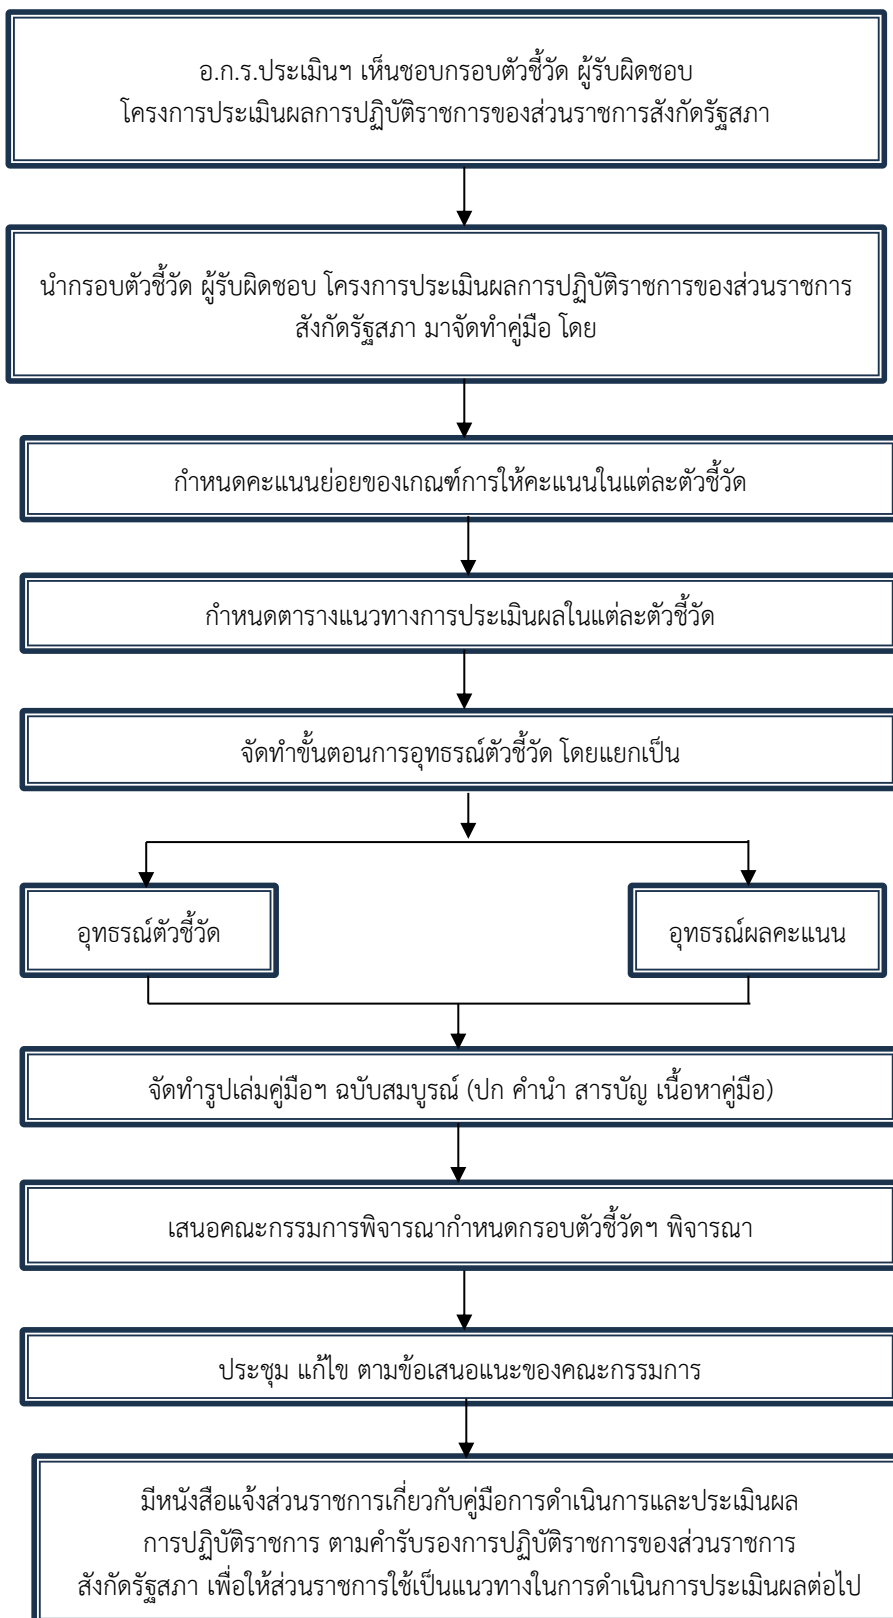 อ.ก.ร.ประเมินฯ เห็นชอบกรอบตัวชี้วัด ผู้รับผิดชอบ
โครงการประเมินผลการปฏิบัติราชการของส่วนราชการสังกัดรัฐสภา
นำกรอบตัวชี้วัด ผู้รับผิดชอบ โครงการประเมินผลการปฏิบัติราชการของส่วนราชการ
สังกัดรัฐสภา มาจัดทำคู่มือ โดย
กำหนดคะแนนย่อยของเกณฑ์การให้คะแนนในแต่ละตัวชี้วัด
กำหนดตารางแนวทางการประเมินผลในแต่ละตัวชี้วัด
จัดทำขั้นตอนการอุทธรณ์ตัวชี้วัด โดยแยกเป็น
อุทธรณ์ตัวชี้วัด
อุทธรณ์ผลคะแนน
จัดทำรูปเล่มคู่มือฯ ฉบับสมบูรณ์ (ปก คำนำ สารบัญ เนื้อหาคู่มือ)
เสนอคณะกรรมการพิจารณากำหนดกรอบตัวชี้วัดฯ พิจารณา
ประชุม แก้ไข ตามข้อเสนอแนะของคณะกรรมการ
มีหนังสือแจ้งส่วนราชการเกี่ยวกับคู่มือการดำเนินการและประเมินผล
การปฏิบัติราชการ ตามคำรับรองการปฏิบัติราชการของส่วนราชการ
สังกัดรัฐสภา เพื่อให้ส่วนราชการใช้เป็นแนวทางในการดำเนินการประเมินผลต่อไป